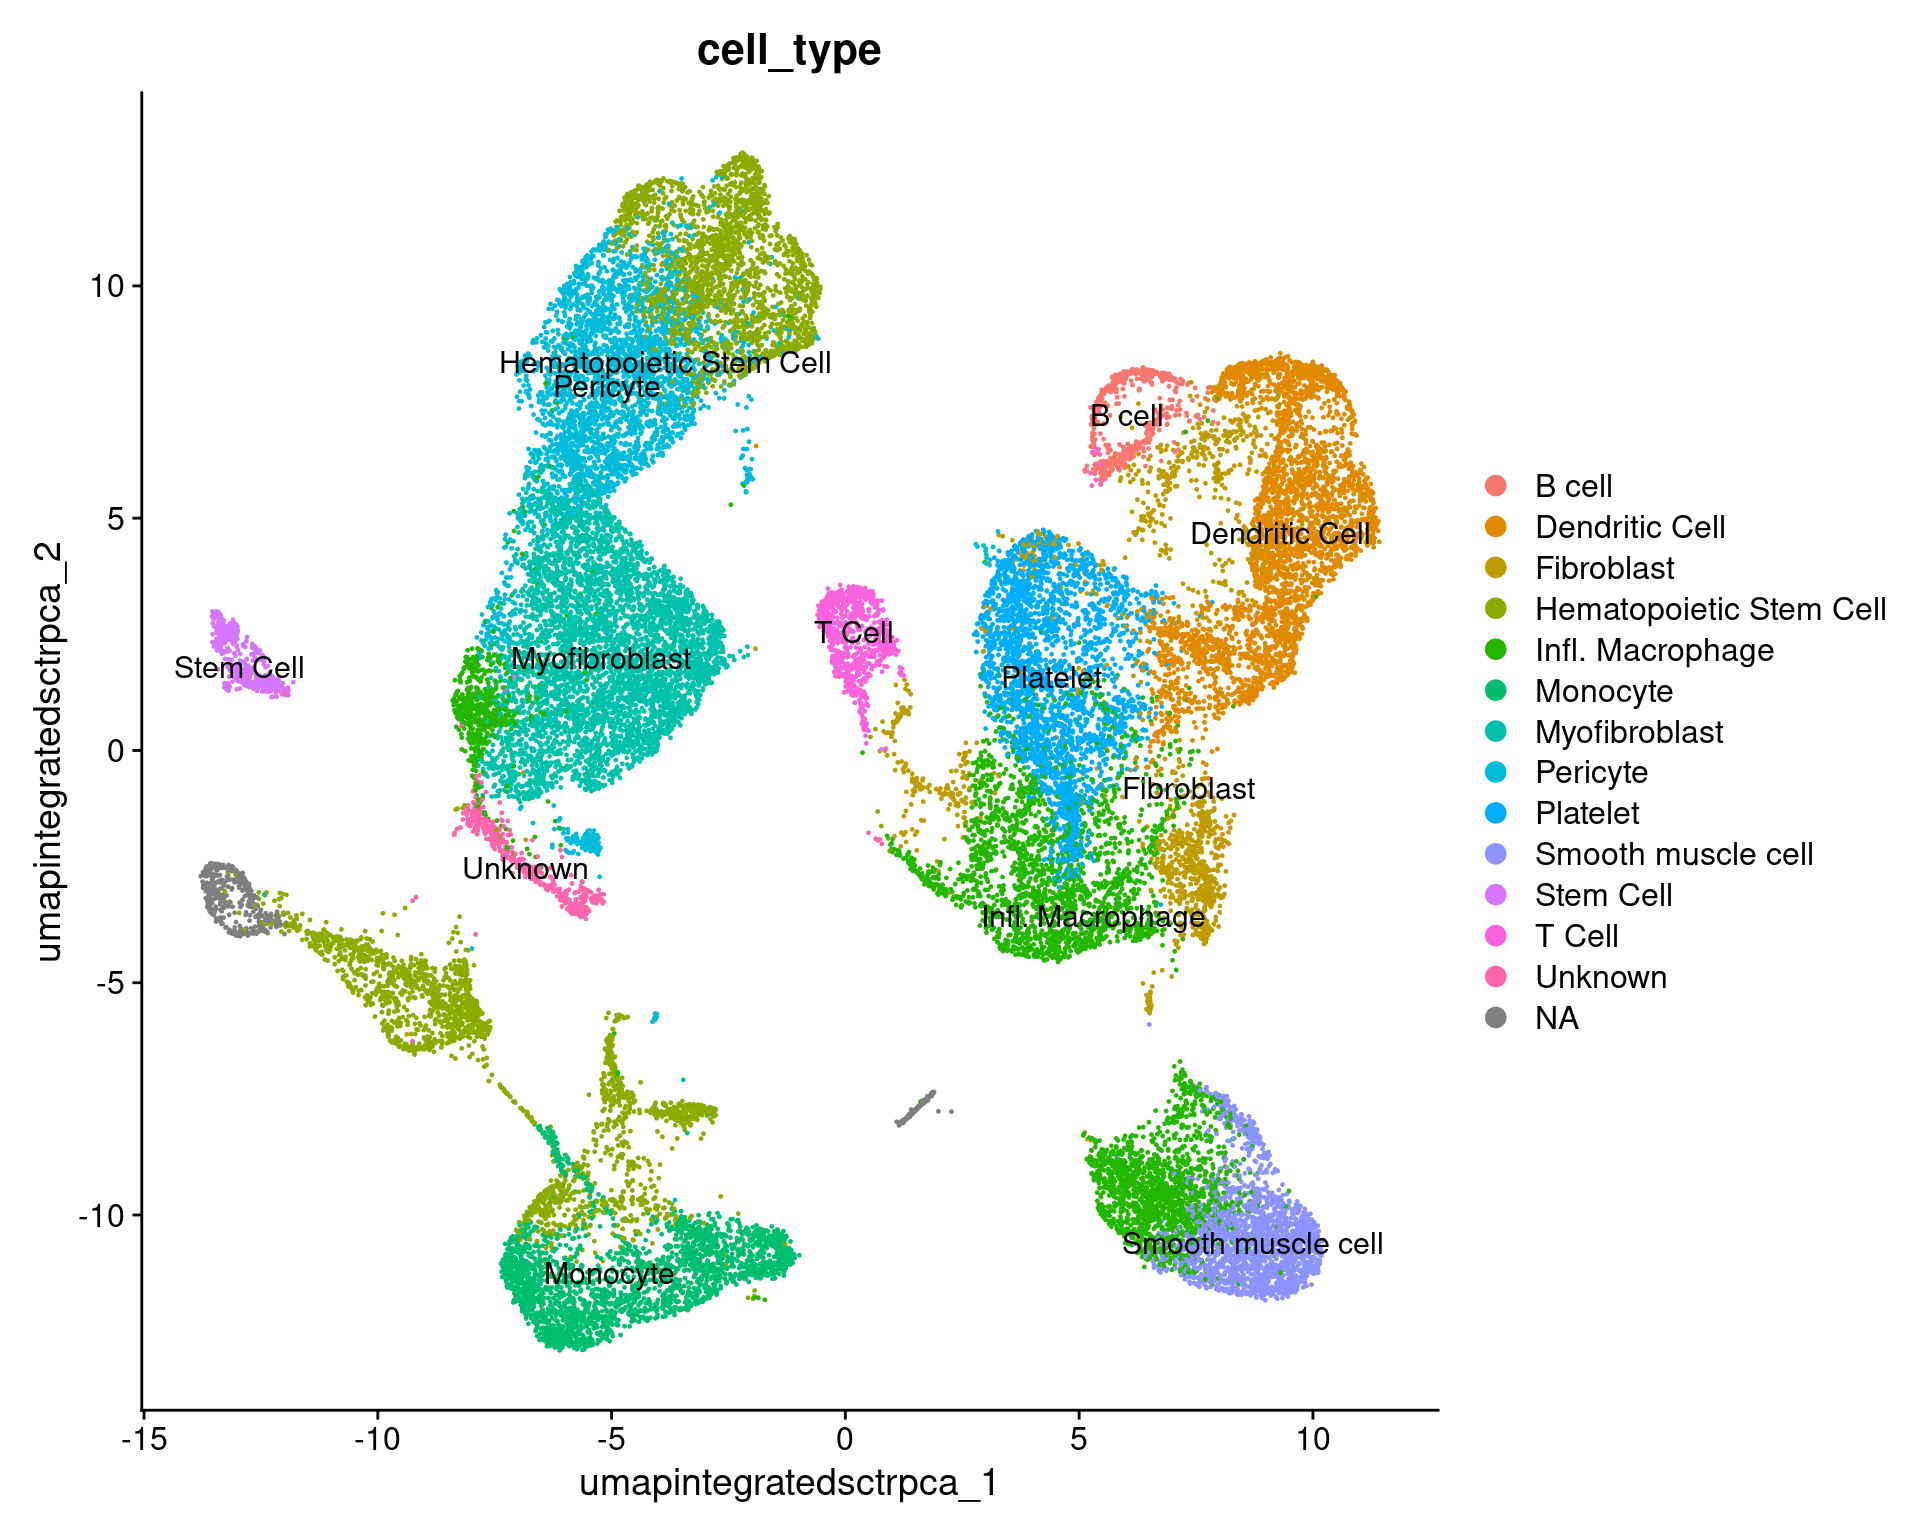 cell_type
umapintegratedsctrpca_2
10
5
0
-5
-10
-15
-10
-5
0
5
10
umapintegratedsctrpca_1
Hematopoietic Stem Cell
Pericyte
B cell
Dendritic Cell
T Cell
Myofibroblast
Stem Cell
Platelet
Fibroblast
Unknown
Infl. Macrophage
Smooth muscle cell
Monocyte
B cell
Dendritic Cell
Fibroblast
Hematopoietic Stem Cell
Infl. Macrophage
Monocyte
Myofibroblast
Pericyte
Platelet
Smooth muscle cell
Stem Cell
T Cell
Unknown
NA